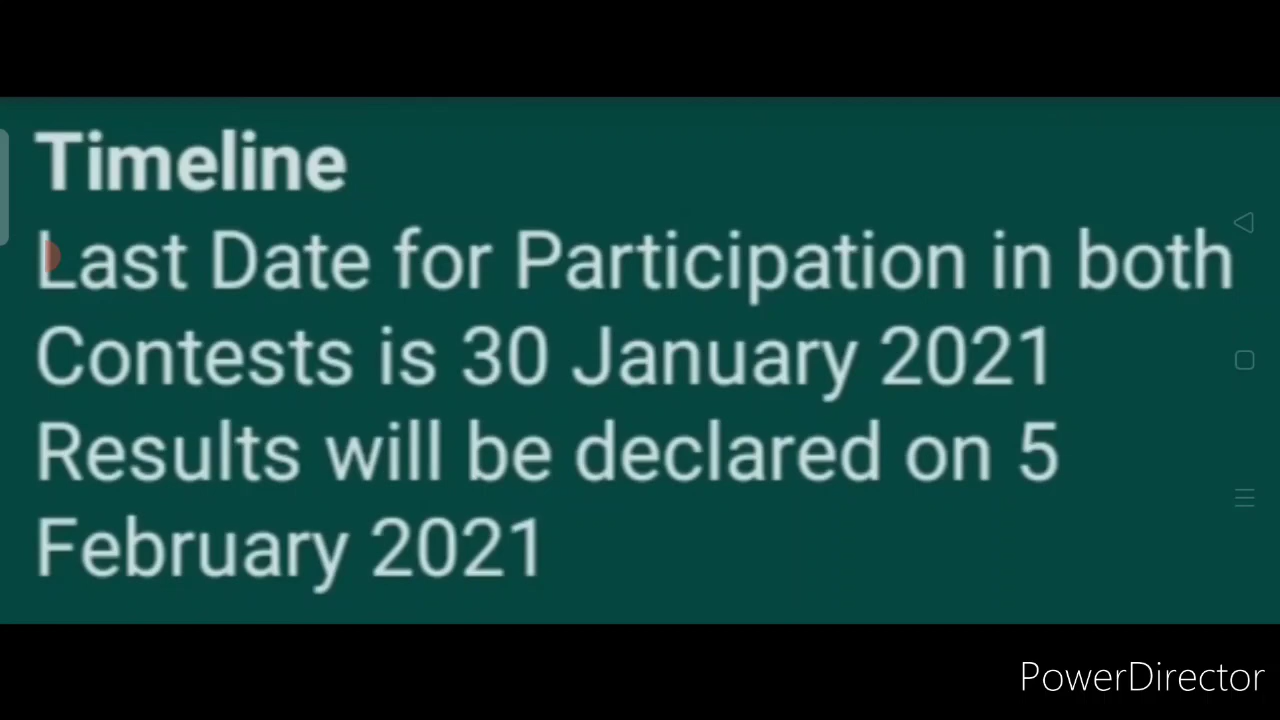 Timeline
Last Date for Participation in both
Contests is 30 January 2021
Results will be declared on 5
February 2021
PowerDirector